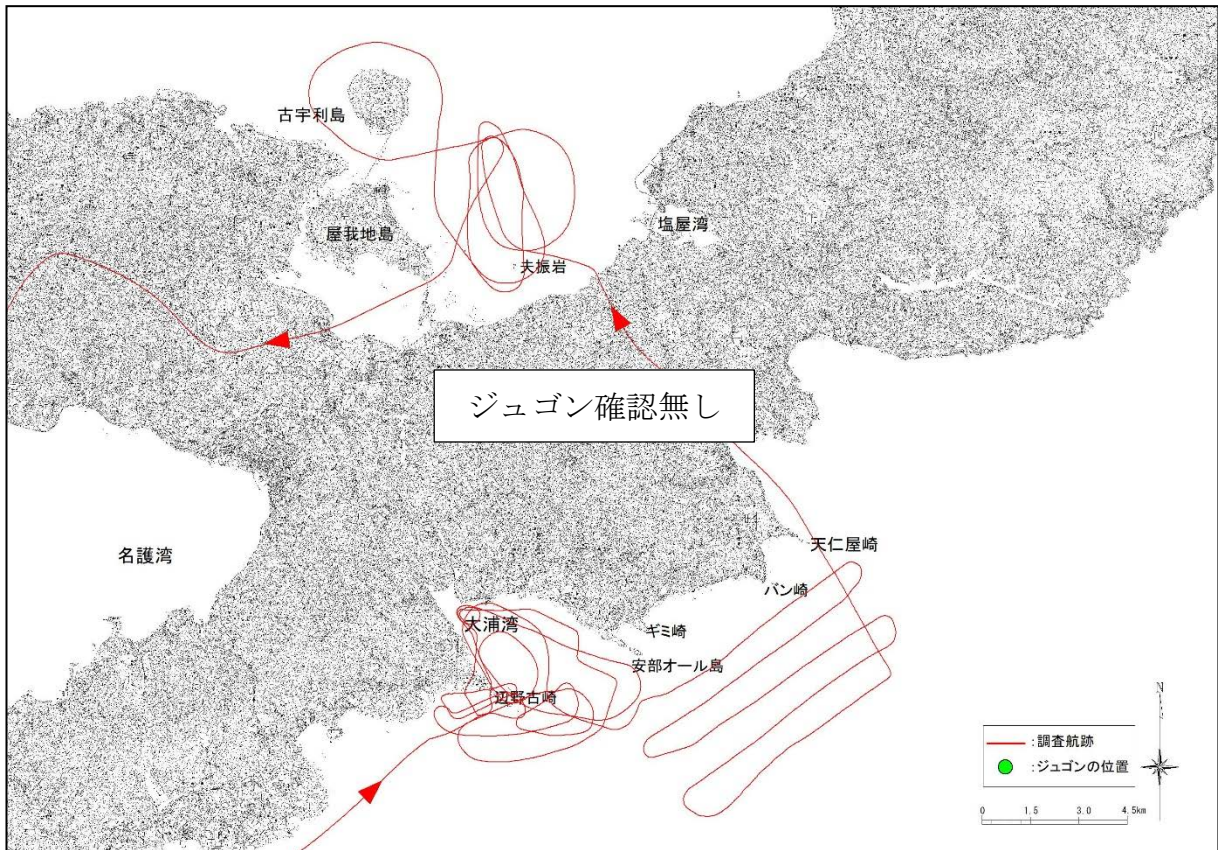 古宇利島
屋我地島
塩屋湾
夫振岩
ジュゴン確認無し
名護湾
天仁屋崎
バン崎
大浦湾
ギミ崎
安部オール島
辺野古崎
N
:調査航跡
:ジュゴンの位置
0 1.5 3.0 4.5km